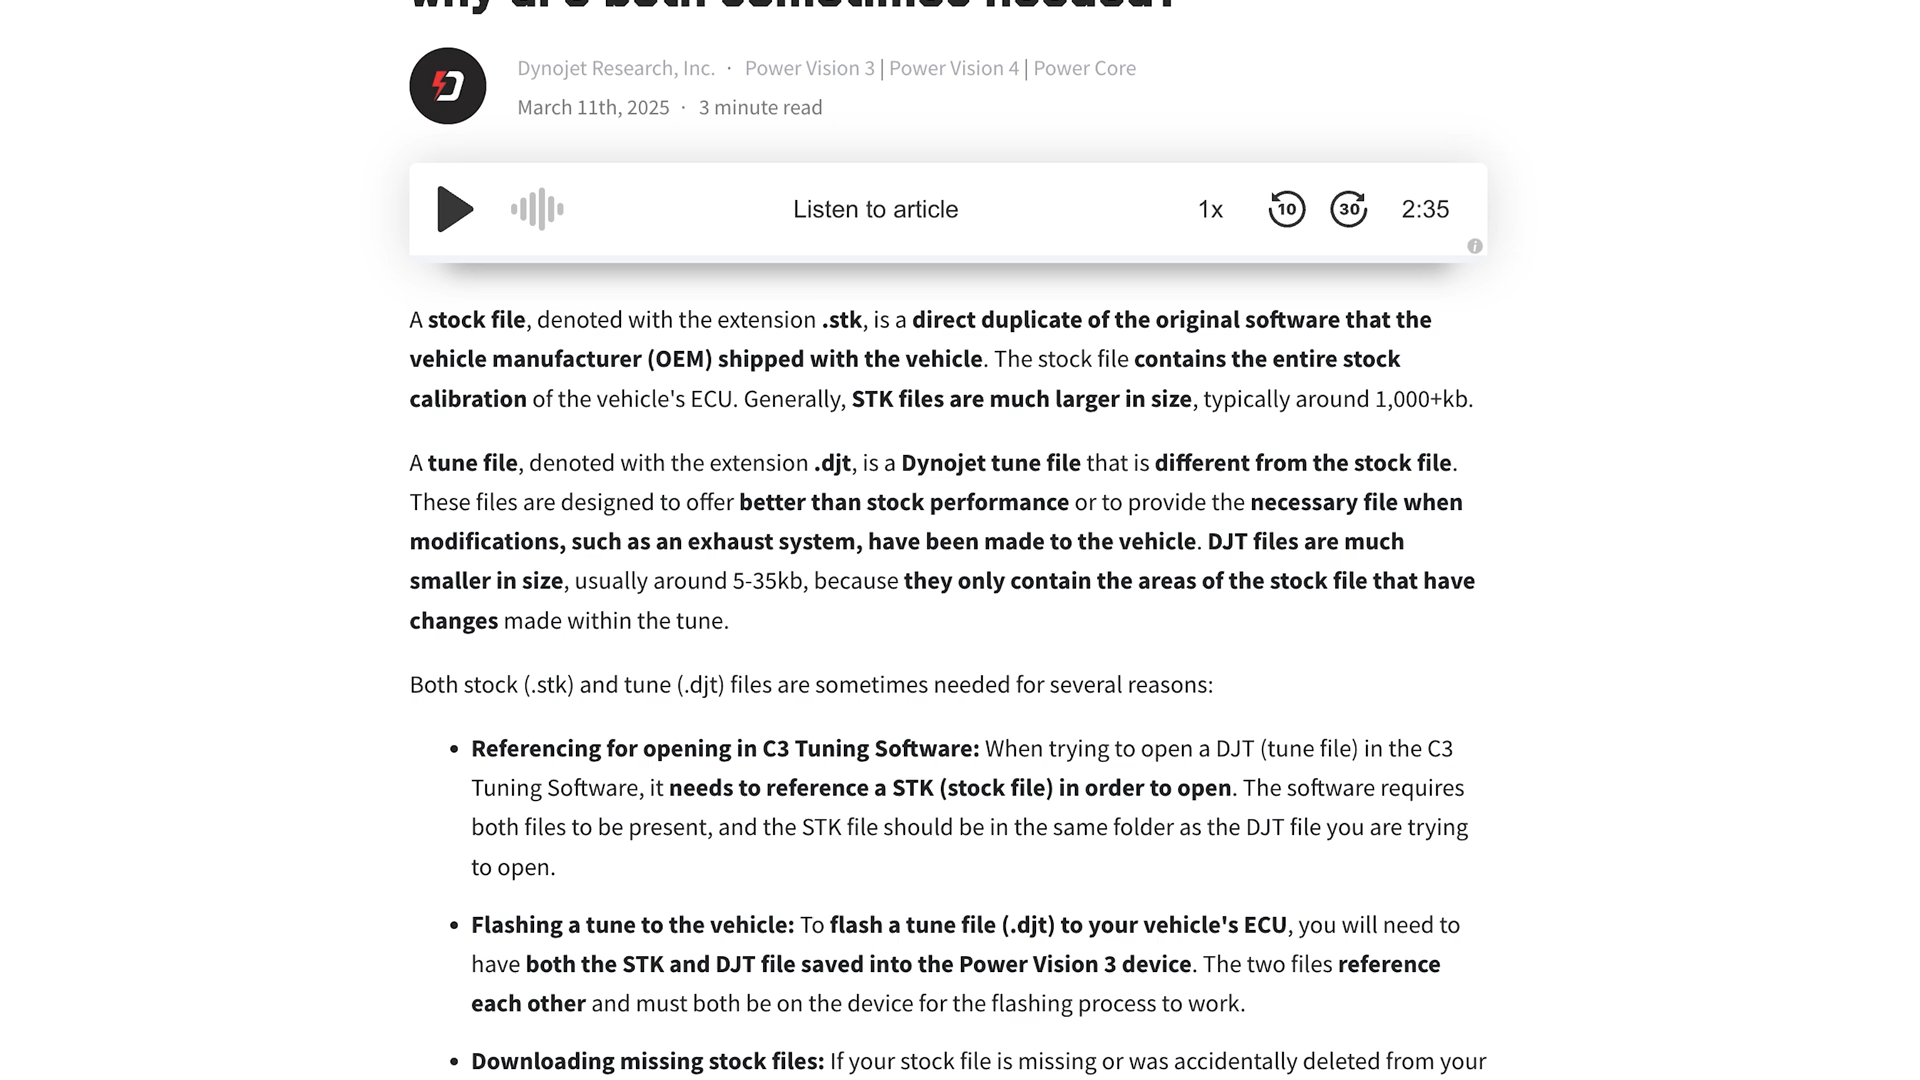 why are both sometimes needed?
Dynojet Research, Inc. · Power Vision 3 | Power Vision 4 | Power Core
March 11th, 2025 · 3 minute read
Listen to article 1x 10 30 2:35
A stock file, denoted with the extension .stk, is a direct duplicate of the original software that the
vehicle manufacturer (OEM) shipped with the vehicle. The stock file contains the entire stock
calibration of the vehicle's ECU. Generally, STK files are much larger in size, typically around 1,000+kb.
A tune file, denoted with the extension .djt, is a Dynojet tune file that is different from the stock file.
These files are designed to offer better than stock performance or to provide the necessary file when
modifications, such as an exhaust system, have been made to the vehicle. DJT files are much
smaller in size, usually around 5-35kb, because they only contain the areas of the stock file that have
changes made within the tune.
Both stock (.stk) and tune (.djt) files are sometimes needed for several reasons:
• Referencing for opening in C3 Tuning Software: When trying to open a DJT (tune file) in the C3
Tuning Software, it needs to reference a STK (stock file) in order to open. The software requires
both files to be present, and the STK file should be in the same folder as the DJT file you are trying
to open.
• Flashing a tune to the vehicle: To flash a tune file (.djt) to your vehicle's ECU, you will need to
have both the STK and DJT file saved into the Power Vision 3 device. The two files reference
each other and must both be on the device for the flashing process to work.
• Downloading missing stock files: If your stock file is missing or was accidentally deleted from your